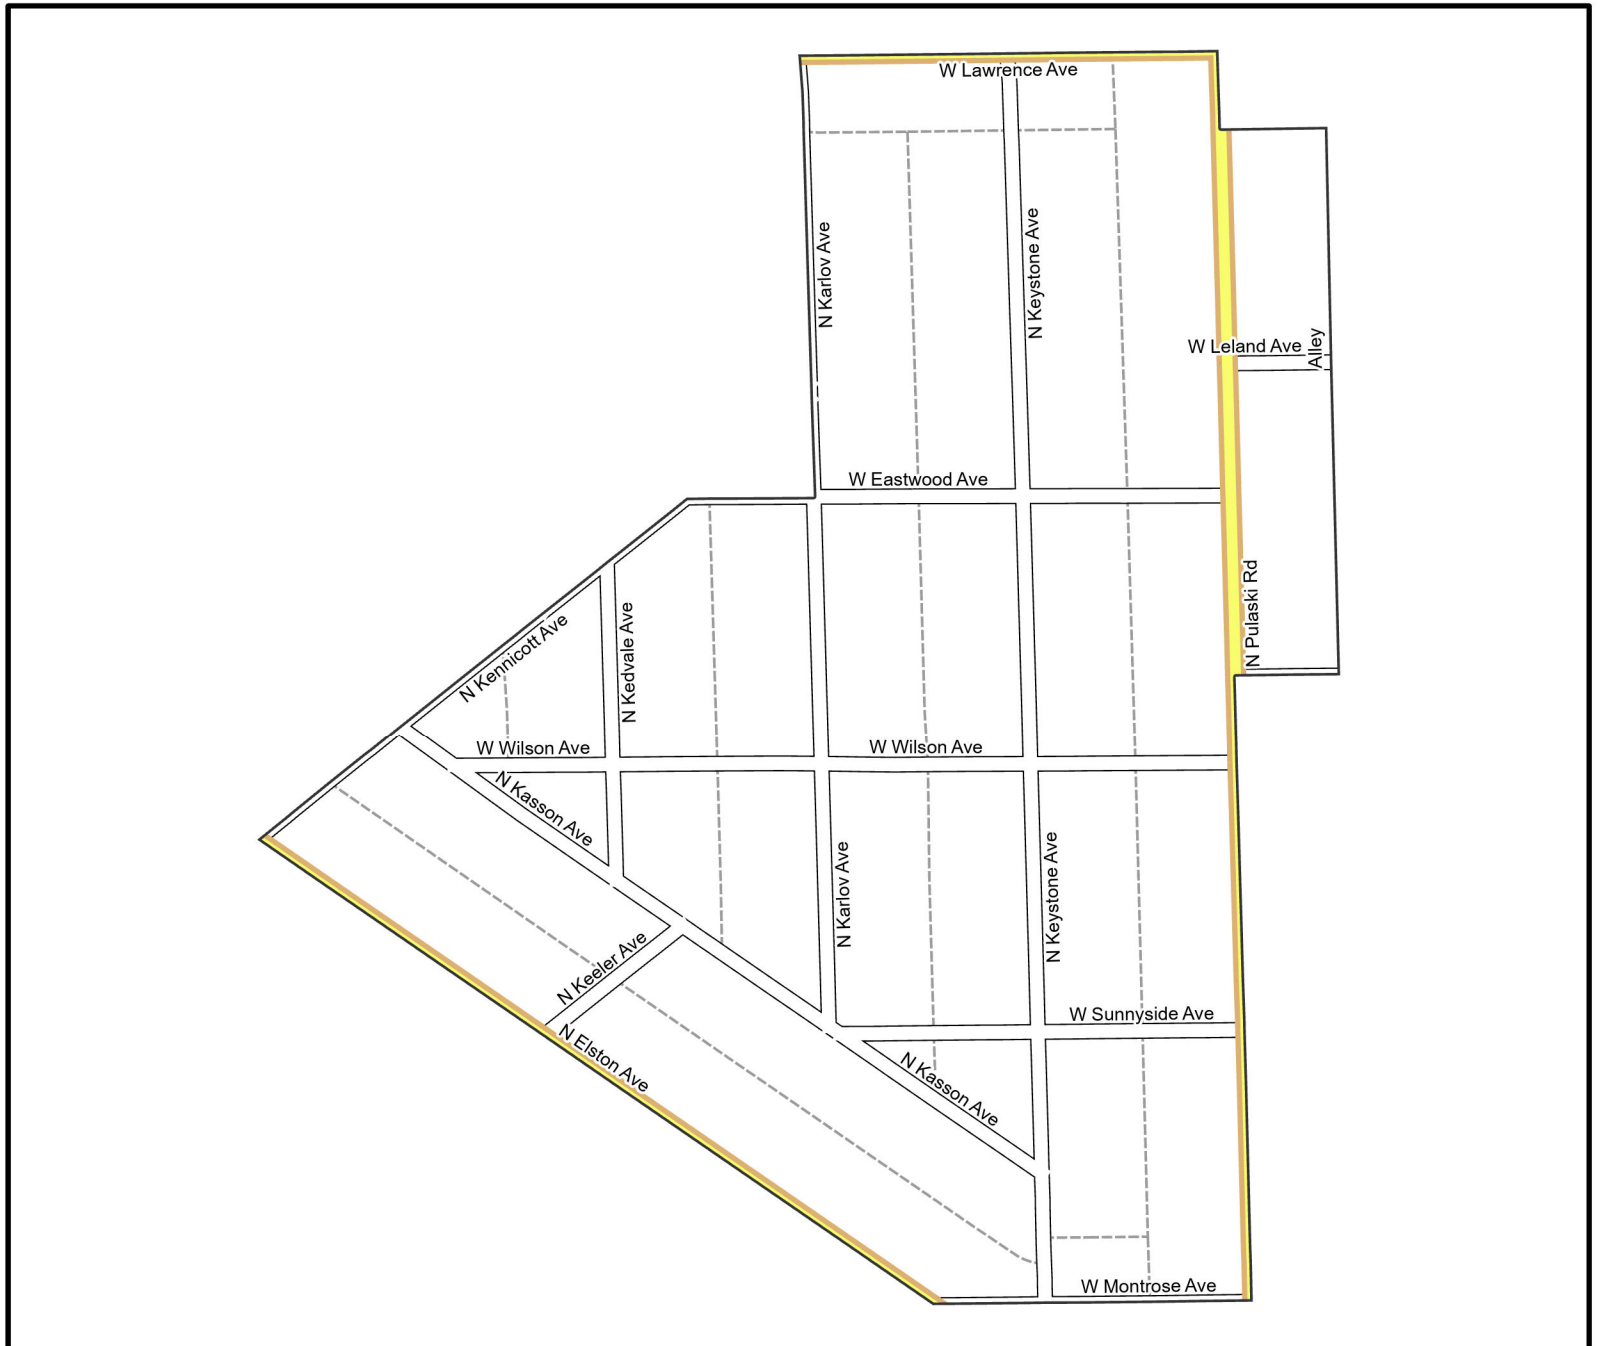 W Lawrence Ave
N Karlov Ave
N Keystone Ave
W Leland Ave
Alley
W Eastwood Ave
N Pulaski Rd
N Kennicott Ave
N Kedvale Ave
W Wilson Ave
W Wilson Ave
N Kasson Ave
N Karlov Ave
N Keystone Ave
N Keeler Ave
W Sunnyside Ave
N Elston Ave
N Kasson Ave
W Montrose Ave